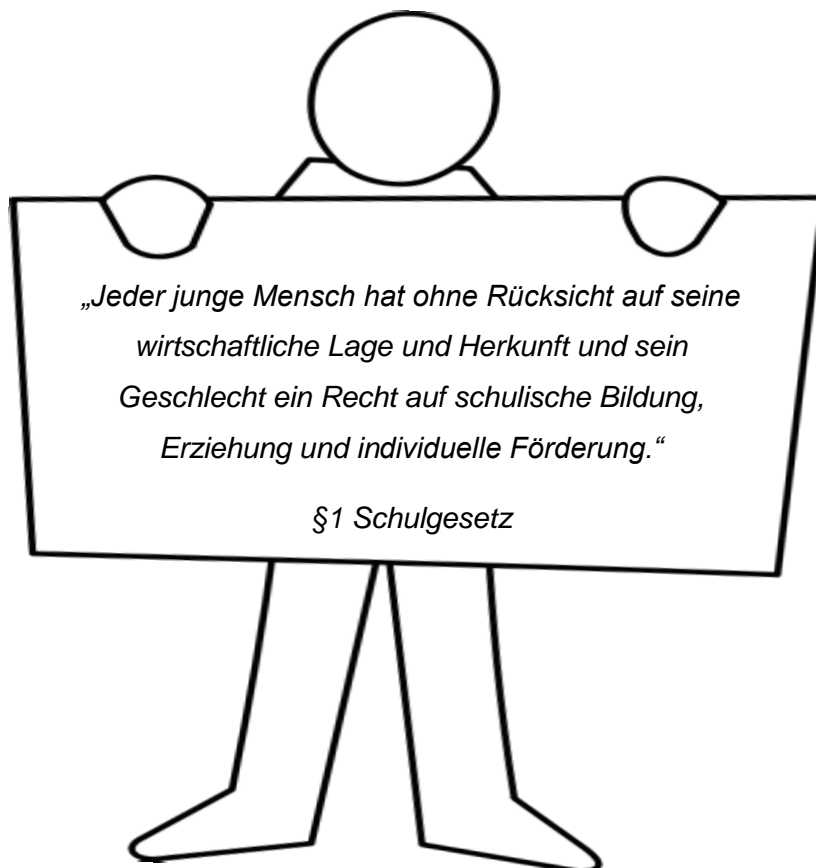 „Jeder junge Mensch hat ohne Rücksicht auf seine
wirtschaftliche Lage und Herkunft und sein
Geschlecht ein Recht auf schulische Bildung,
Erziehung und individuelle Förderung.“
§1 Schulgesetz